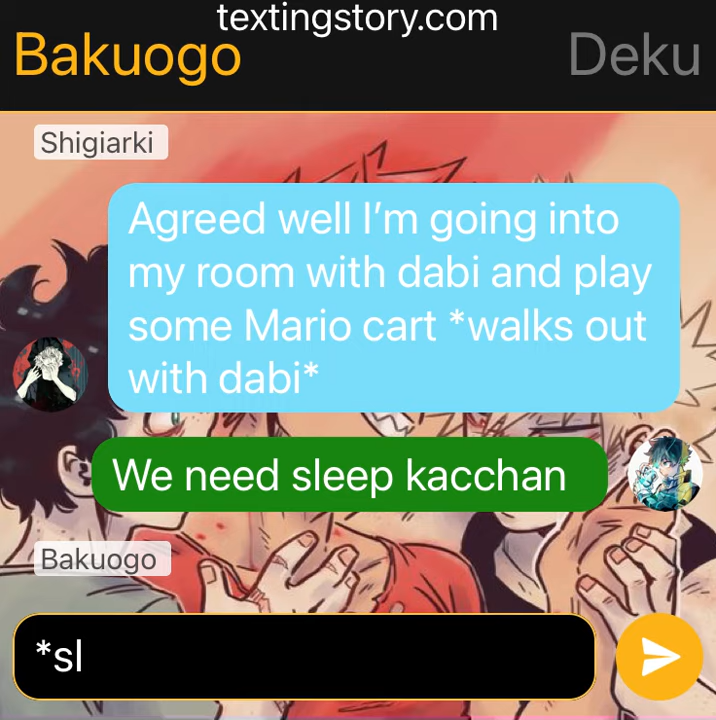 textingstory.com
Bakuogo Deku
Shigiarki
Agreed well I’m going into
my room with dabi and play
some Mario cart *walks out
with dabi*
We need sleep kacchan
Bakuogo
*sl